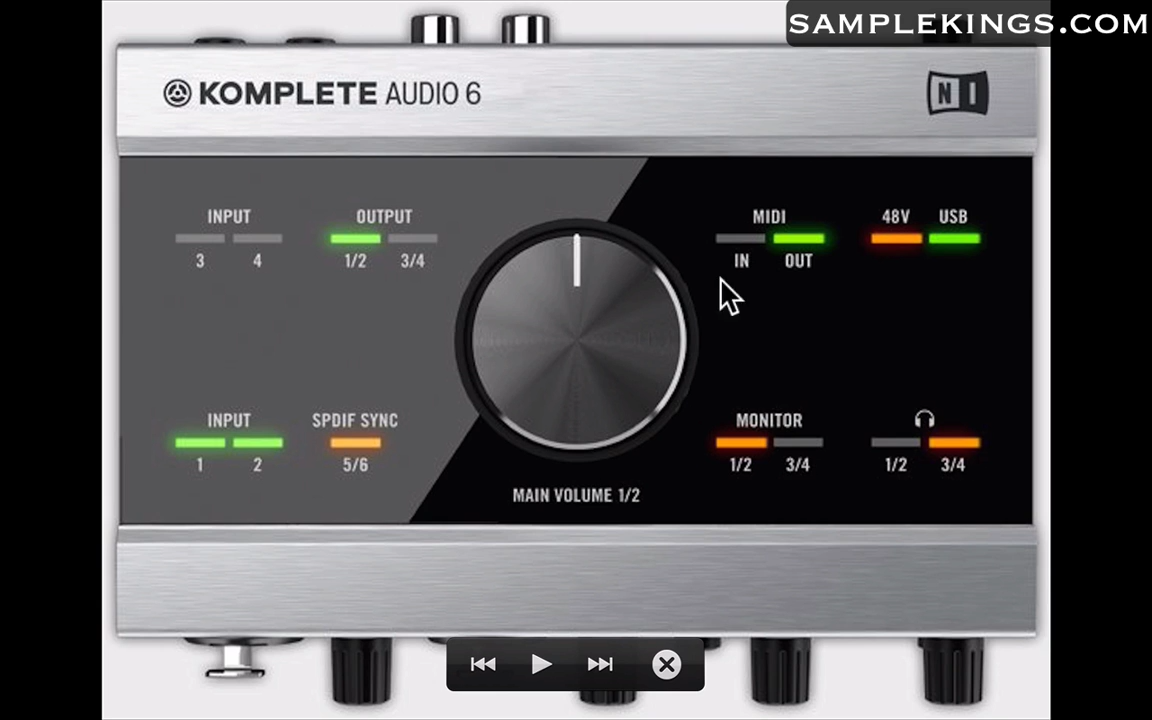 SAMPLEKINGS.COM
KOMPLETE AUDIO 6
NI
INPUT
3 4
OUTPUT
1/2 3/4
MIDI
IN OUT
48V USB
INPUT
1 2
SPDIF SYNC
5/6
MONITOR
1/2 3/4
1/2 3/4
MAIN VOLUME 1/2